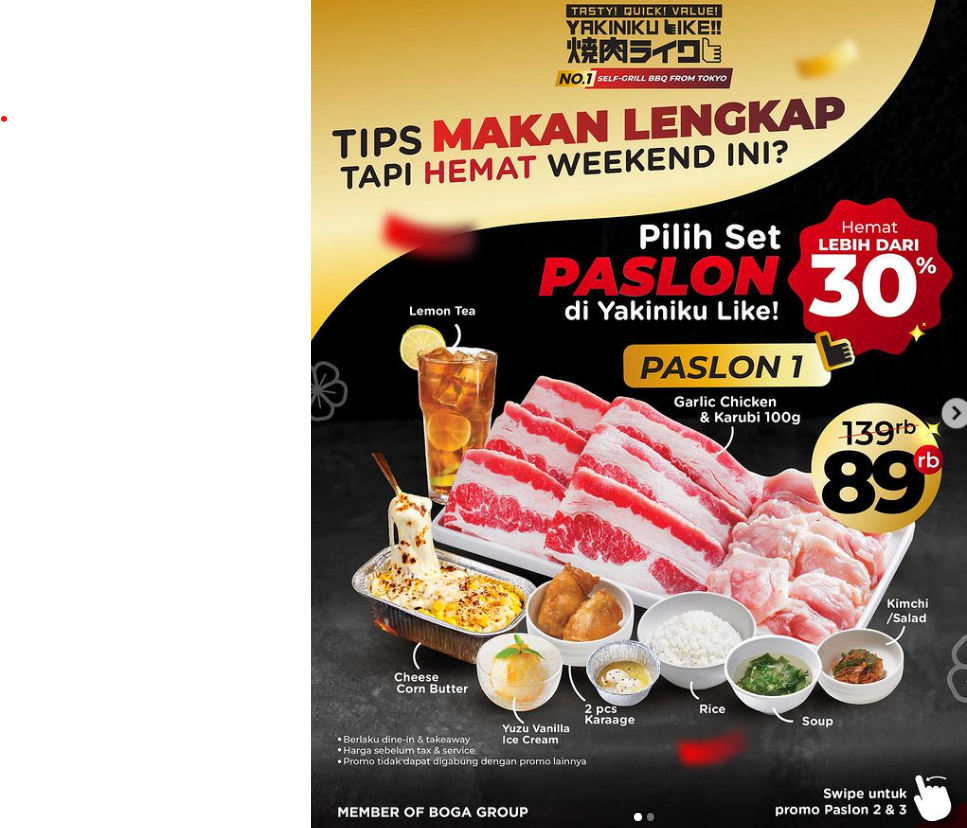 TASTY! QUICK! VALUE!
YAKINIKU LIKE!!
焼肉ライク
NO.1 SELF-GRILL BBQ FROM TOKYO
TIPS MAKAN LENGKAP
TAPI HEMAT WEEKEND INI?
Pilih Set
PASLON
di Yakiniku Like!
Hemat
LEBIH DARI
30%
PASLON 1
Lemon Tea
Garlic Chicken
& Karubi 100g
139rb
89rb
Kimchi
/Salad
Cheese
Corn Butter
2 pcs
Karaage
Rice
Soup
Yuzu Vanilla
Ice Cream
• Berlaku dine-in & takeaway
• Harga sebelum tax & service
• Promo tidak dapat digabung dengan promo lainnya
Swipe untuk
promo Paslon 2 & 3
MEMBER OF BOGA GROUP